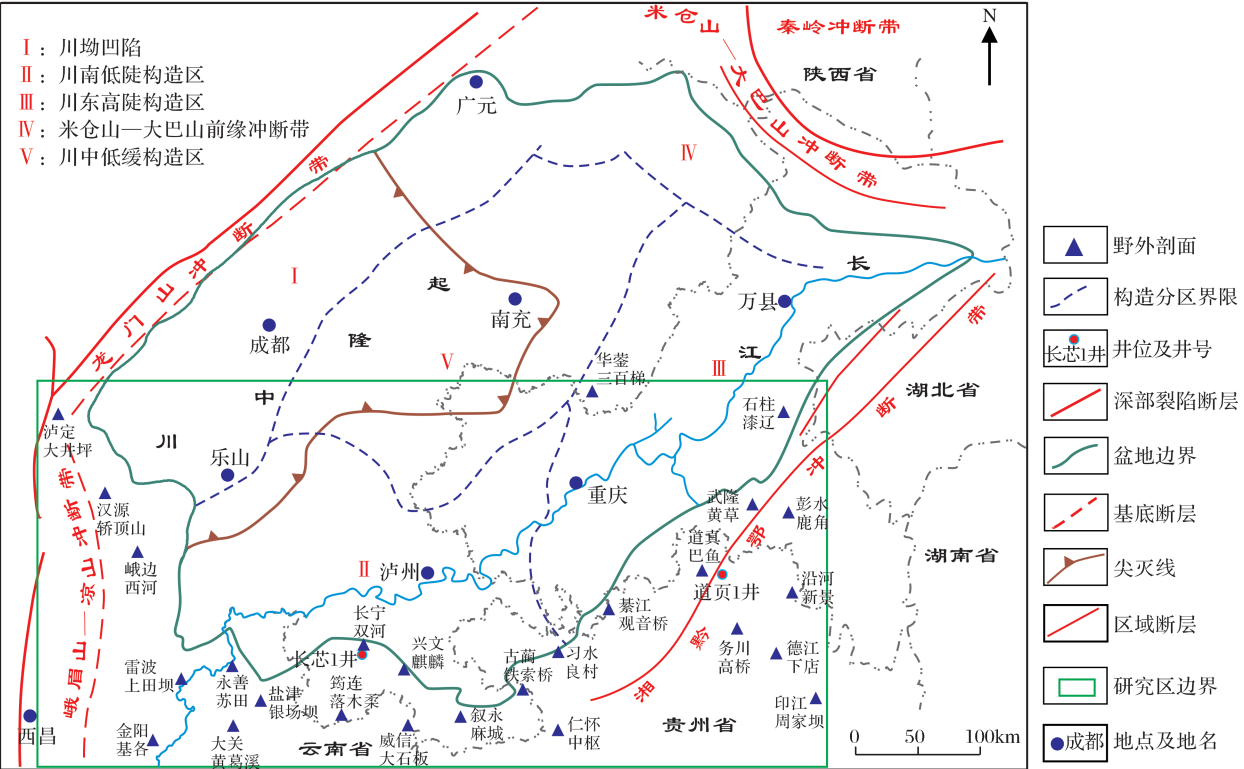 Ⅰ：川坳凹陷
Ⅱ：川南低陡构造区
Ⅲ：川东高陡构造区
Ⅳ：米仓山—大巴山前缘冲断带
Ⅴ：川中低缓构造区
米仓山—大巴山冲断带
秦岭冲断带
陕西省
N
广元
龙门山冲断带
Ⅳ
Ⅰ
川中隆起
长江
南充
万县
成都
Ⅴ
华蓥
三百梯
Ⅲ
湖北省
石柱
漆辽
泸定
大井坪
乐山
重庆
汉源
轿顶山
武隆
黄草
彭水
鹿角
峨边
西河
道真
巴鱼
湖南省
Ⅱ
泸州
道页1井
沿河
新景
綦江
观音桥
长宁
双河
务川
高桥
兴文
麒麟
长芯1井
古蔺
铁索桥
习水
良村
德江
下店
雷波
上田坝
永善
苏田
盐津
银场坝
筠连
落木柔
印江
周家坝
峨眉山—凉山冲断带
湘黔鄂冲断带
西昌
金阳
基各
大关
黄葛溪
云南省
威信
大石板
叙永
麻城
仁怀
中枢
贵州省
0 50 100km
野外剖面
构造分区界限
长芯1井 井位及井号
深部裂陷断层
盆地边界
基底断层
尖灭线
区域断层
研究区边界
成都 地点及地名